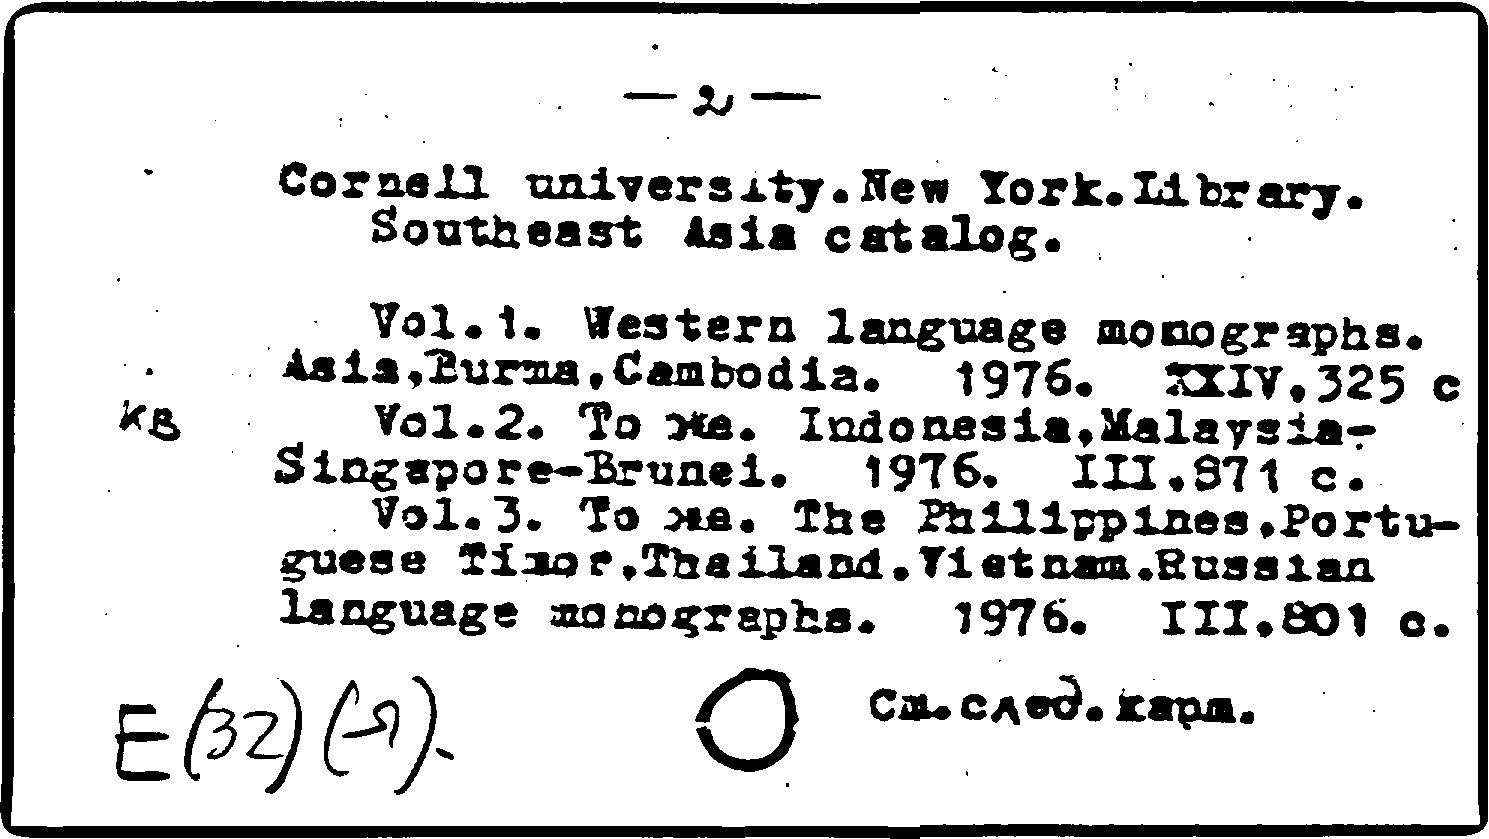 — 2 —
Cornell university.New York.Library.
Southeast Asia catalog.
Vol.1. Western language monographs.
Asia,Burma,Cambodia. 1976. XXIV,325 c
КВ
Vol.2. То же. Indonesia,Malaysia-
Singapore-Brunei. 1976. III,871 c.
Vol.3. То же. The Philippines,Portu-
guese Timor,Thailand.Vietnam.Russian
language monographs. 1976. III,801 c.
См.след.карт.
E(32)(-Я).